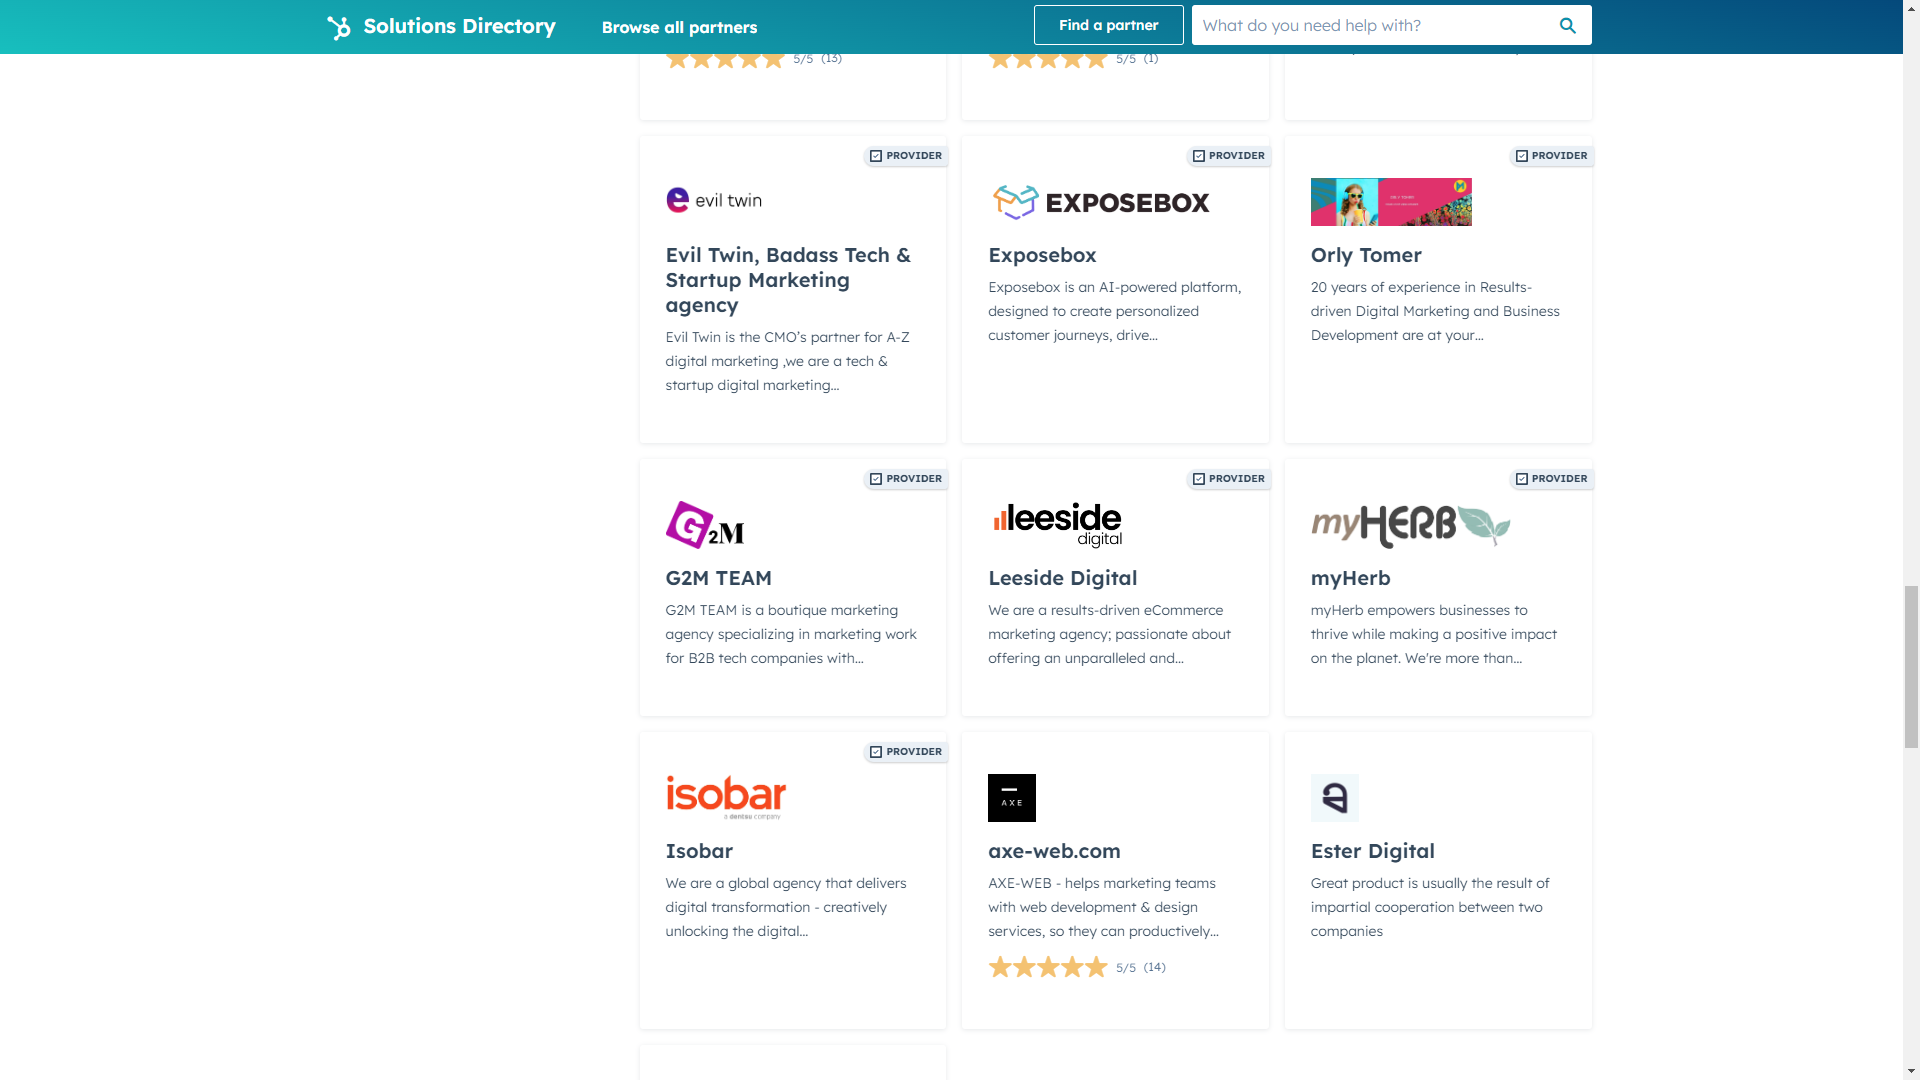 Solutions Directory
Browse all partners
Find a partner
What do you need help with?
5/5 (13)
5/5 (1)
PROVIDER
evil twin
Evil Twin, Badass Tech &
Startup Marketing
agency
Evil Twin is the CMO’s partner for A-Z
digital marketing ,we are a tech &
startup digital marketing...
PROVIDER
EXPOSEBOX
Exposebox
Exposebox is an AI-powered platform,
designed to create personalized
customer journeys, drive...
PROVIDER
ORLY TOMER
Orly Tomer
20 years of experience in Results-
driven Digital Marketing and Business
Development are at your...
PROVIDER
G2M
G2M TEAM
G2M TEAM is a boutique marketing
agency specializing in marketing work
for B2B tech companies with...
PROVIDER
leeside
digital
Leeside Digital
We are a results-driven eCommerce
marketing agency; passionate about
offering an unparalleled and...
PROVIDER
myHERB
myHerb
myHerb empowers businesses to
thrive while making a positive impact
on the planet. We're more than...
PROVIDER
isobar
a dentsu company
Isobar
We are a global agency that delivers
digital transformation - creatively
unlocking the digital...
AXE
axe-web.com
AXE-WEB - helps marketing teams
with web development & design
services, so they can productively...
5/5 (14)
Ester Digital
Great product is usually the result of
impartial cooperation between two
companies